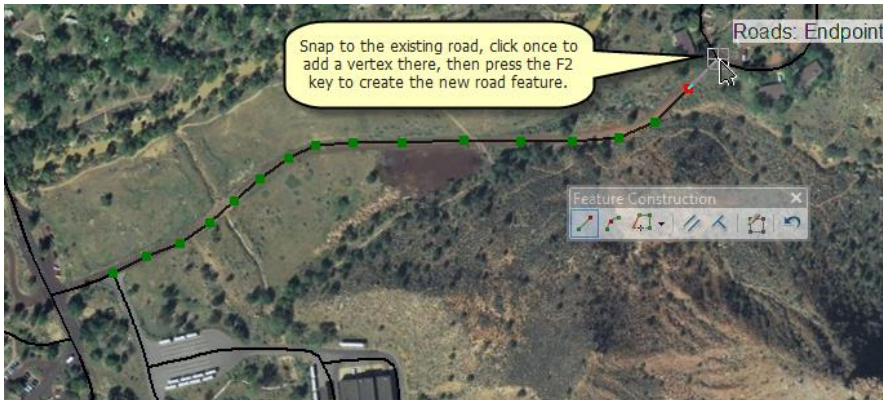 Snap to the existing road, click once to
add a vertex there, then press the F2
key to create the new road feature.
Roads: Endpoint
Feature Construction